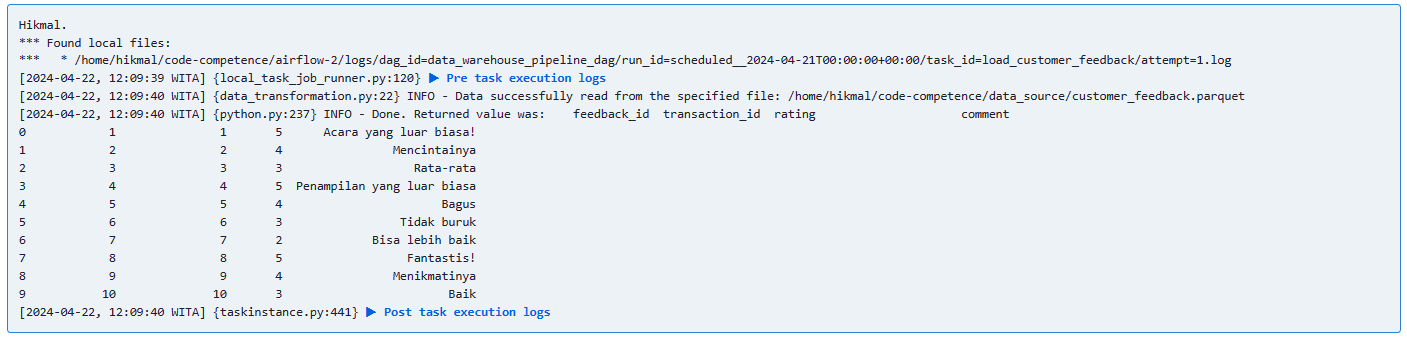 Hikmal.
*** Found local files:
***   * /home/hikmal/code-competence/airflow-2/logs/dag_id=data_warehouse_pipeline_dag/run_id=scheduled__2024-04-21T00:00:00+00:00/task_id=load_customer_feedback/attempt=1.log
[2024-04-22, 12:09:39 WITA] {local_task_job_runner.py:120} ▶ Pre task execution logs
[2024-04-22, 12:09:40 WITA] {data_transformation.py:22} INFO - Data successfully read from the specified file: /home/hikmal/code-competence/data_source/customer_feedback.parquet
[2024-04-22, 12:09:40 WITA] {python.py:237} INFO - Done. Returned value was:    feedback_id  transaction_id  rating                     comment
0            1               1       5      Acara yang luar biasa!
1            2               2       4                Mencintainya
2            3               3       3                   Rata-rata
3            4               4       5  Penampilan yang luar biasa
4            5               5       4                       Bagus
5            6               6       3                 Tidak buruk
6            7               7       2             Bisa lebih baik
7            8               8       5                  Fantastis!
8            9               9       4                Menikmatinya
9           10              10       3                        Baik
[2024-04-22, 12:09:40 WITA] {taskinstance.py:441} ▶ Post task execution logs